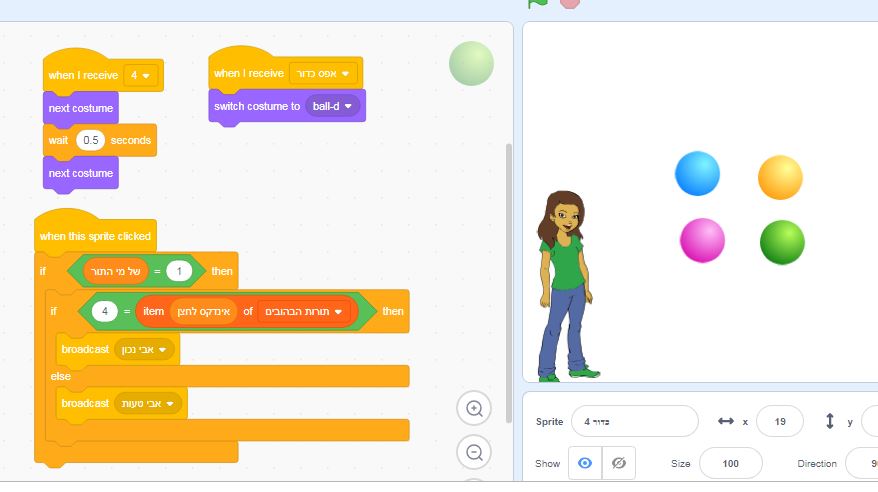 when I receive 4
next costume
wait 0.5 seconds
next costume
when I receive אפס כדור
switch costume to ball-d
when this sprite clicked
if של מי התור = 1 then
if 4 = item אינדקס לחצן of תורות הבהובים then
broadcast אבי נכון
else
broadcast אבי טעות
Sprite כדור 4 x 19 y
Show Size 100 Direction